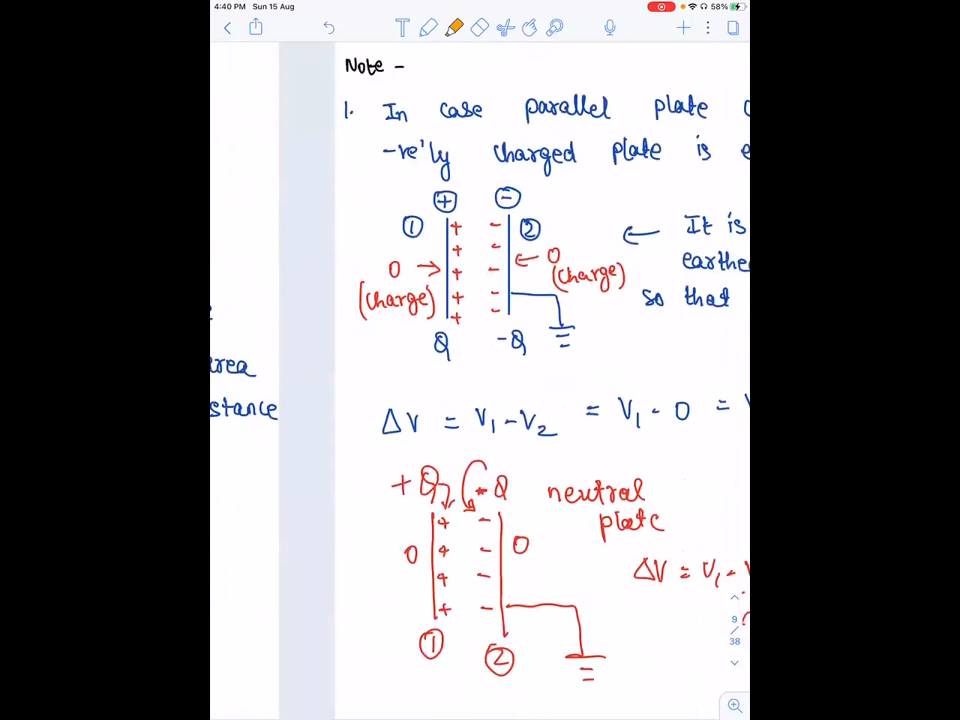 4:40 PM Sun 15 Aug
58%
Note -
1. In case parallel plate
-re'ly charged plate is
+ -
1 2
It is
0 0
earthe
(charge) (charge)
so that
Q -Q
area
stance
ΔV = V1 - V2 = V1 - 0 =
+Q -Q neutral
plate
0 0
ΔV = V1 -
1
2
9
/
38